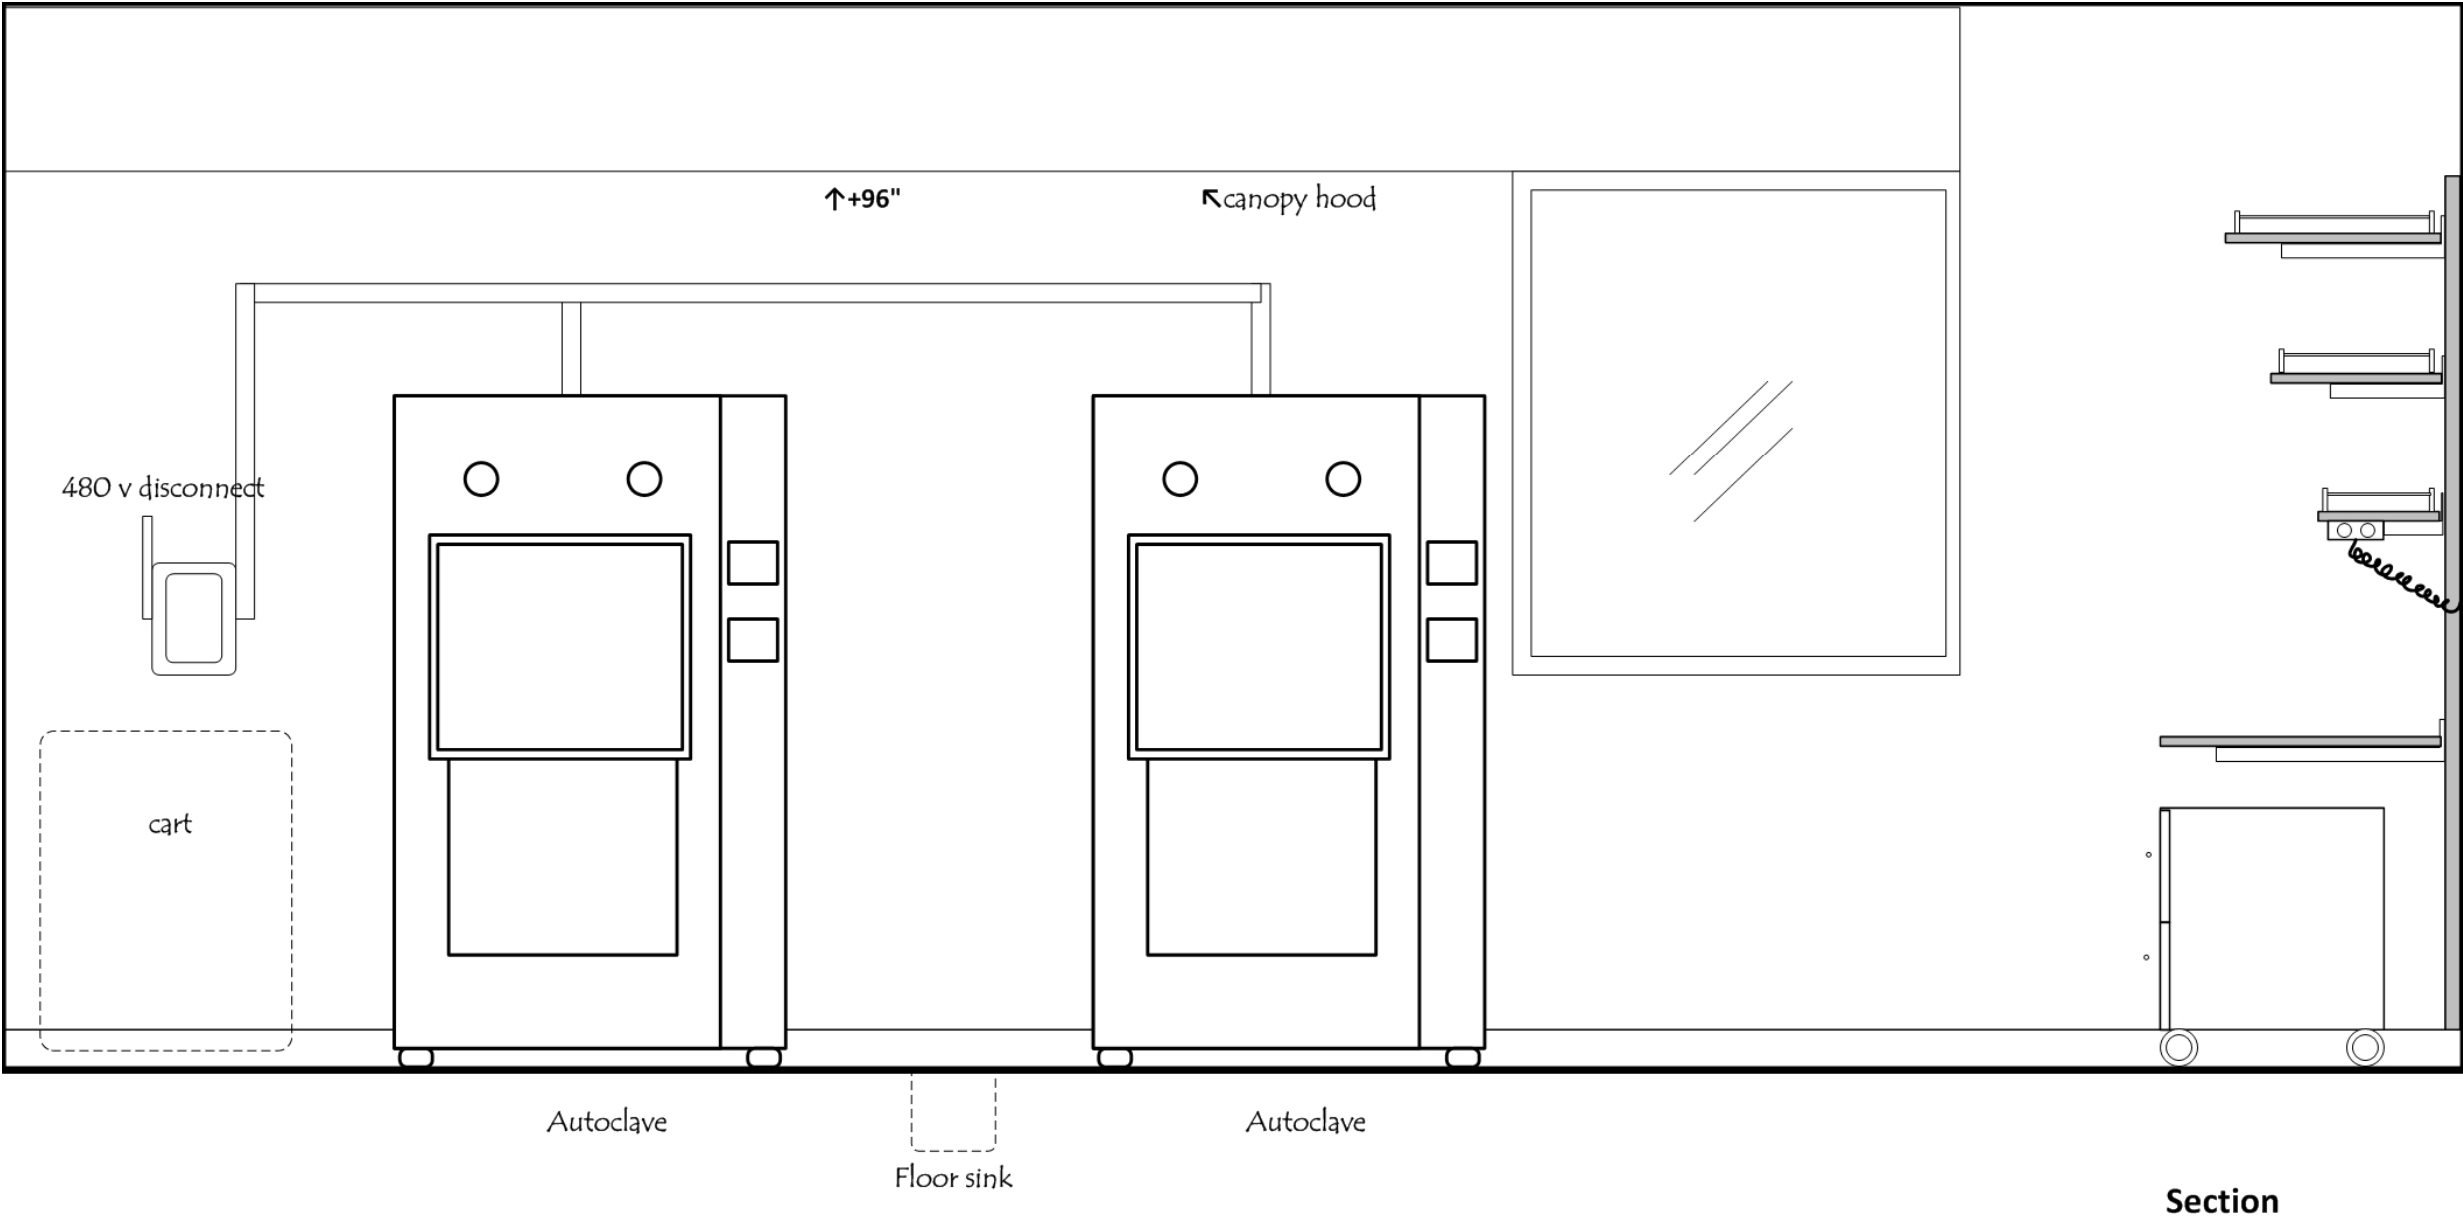 ↑+96"
↖canopy hood
480 v disconnect
cart
Autoclave
Autoclave
Floor sink
Section